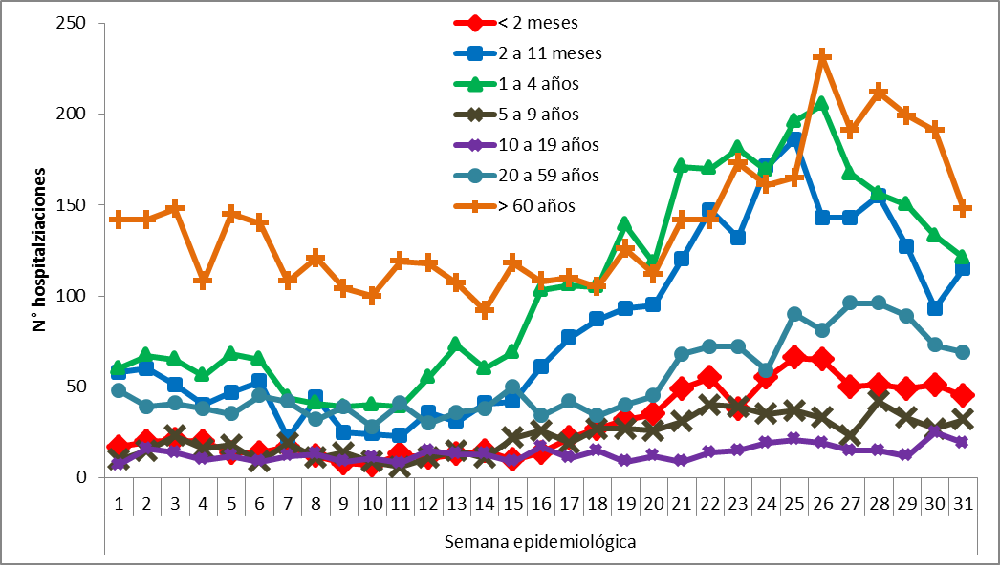 250
200
150
100
50
0
N° hospitalziaciones
< 2 meses
2 a 11 meses
1 a 4 años
5 a 9 años
10 a 19 años
20 a 59 años
> 60 años
1 2 3 4 5 6 7 8 9 10 11 12 13 14 15 16 17 18 19 20 21 22 23 24 25 26 27 28 29 30 31
Semana epidemiológica